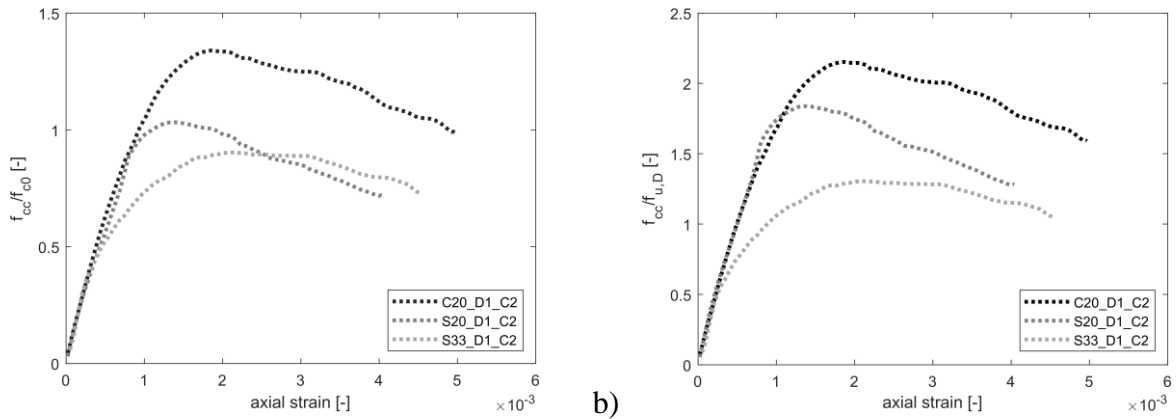 1.5
1
0.5
0
f_cc/f_c0 [-]
0 1 2 3 4 5 6
axial strain [-]
×10⁻³
C20_D1_C2
S20_D1_C2
S33_D1_C2
b)
2.5
2
1.5
1
0.5
0
f_cc/f_u,D [-]
0 1 2 3 4 5 6
axial strain [-]
×10⁻³
C20_D1_C2
S20_D1_C2
S33_D1_C2